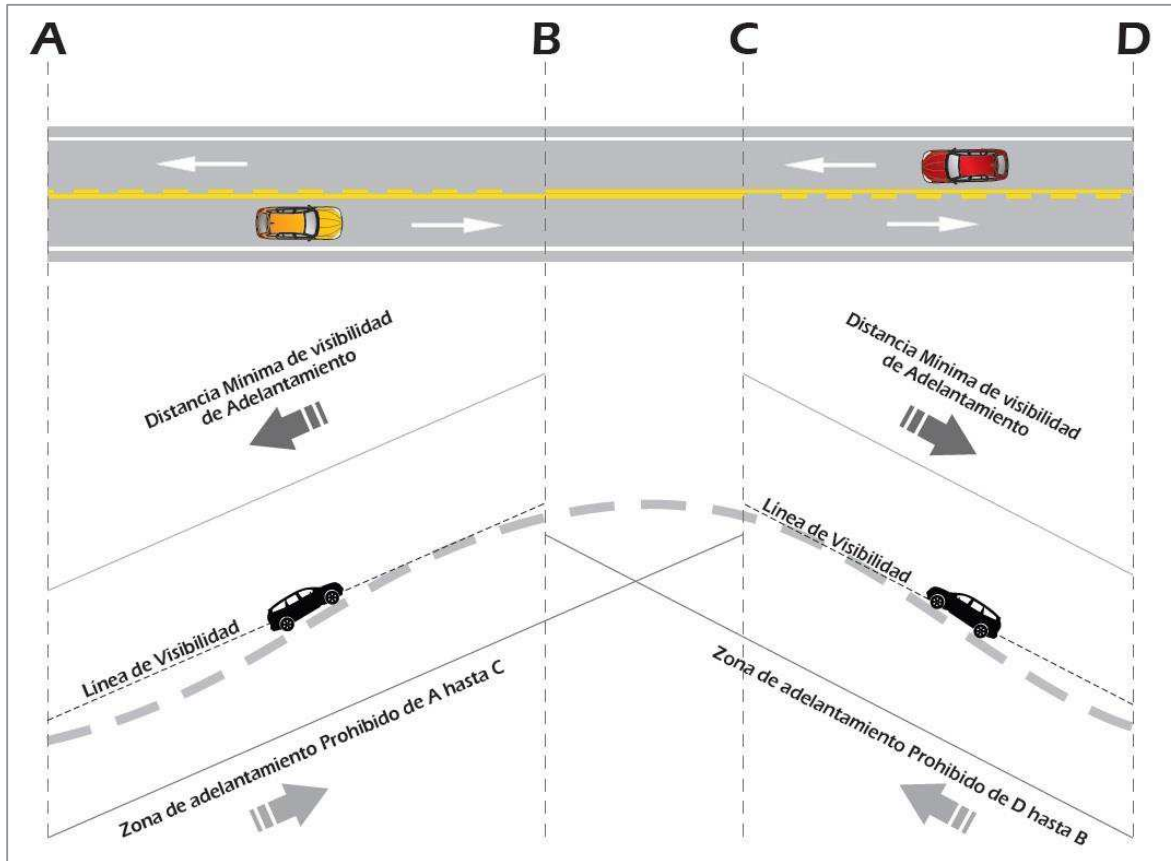 A
B
C
D
Distancia Mínima de visibilidad
de Adelantamiento
Distancia Mínima de visibilidad
de Adelantamiento
Línea de Visibilidad
Línea de Visibilidad
Zona de adelantamiento Prohibido de A hasta C
Zona de adelantamiento Prohibido de D hasta B